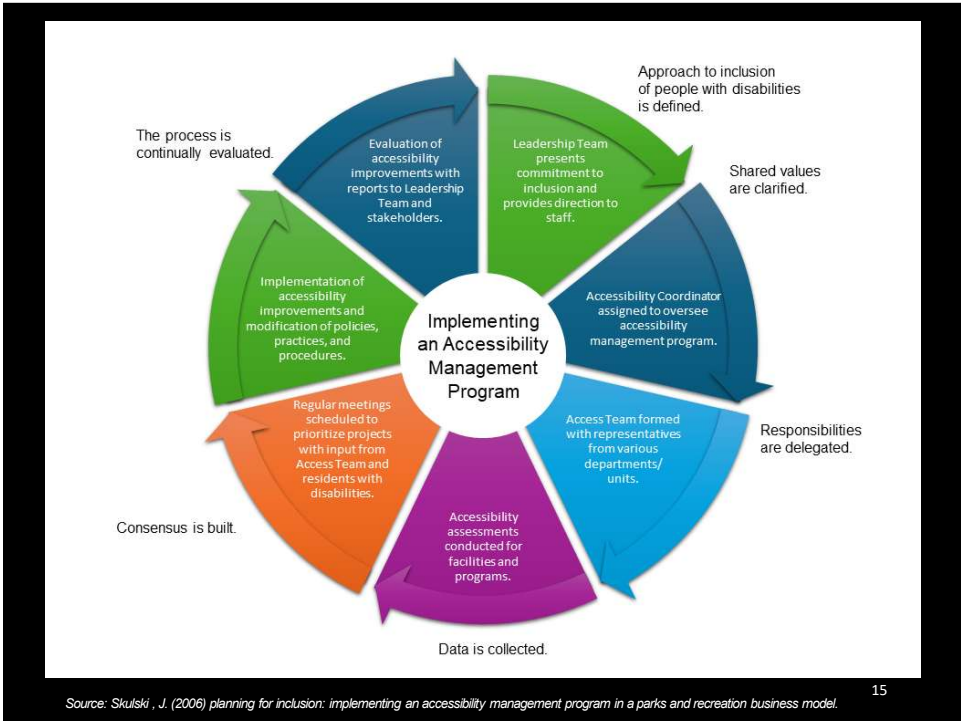 Approach to inclusion
of people with disabilities
is defined.
The process is
continually evaluated.
Evaluation of
accessibility
improvements with
reports to Leadership
Team and
stakeholders.
Leadership Team
presents
commitment to
inclusion and
provides direction to
staff.
Shared values
are clarified.
Implementation of
accessibility
improvements and
modification of policies,
practices, and
procedures.
Implementing
an Accessibility
Management
Program
Accessibility Coordinator
assigned to oversee
accessibility
management program.
Regular meetings
scheduled to
prioritize projects
with input from
Access Team and
residents with
disabilities.
Access Team formed
with representatives
from various
departments/
units.
Responsibilities
are delegated.
Accessibility
assessments
conducted for
facilities and
programs.
Consensus is built.
Data is collected.
15
Source: Skulski , J. (2006) planning for inclusion: implementing an accessibility management program in a parks and recreation business model.